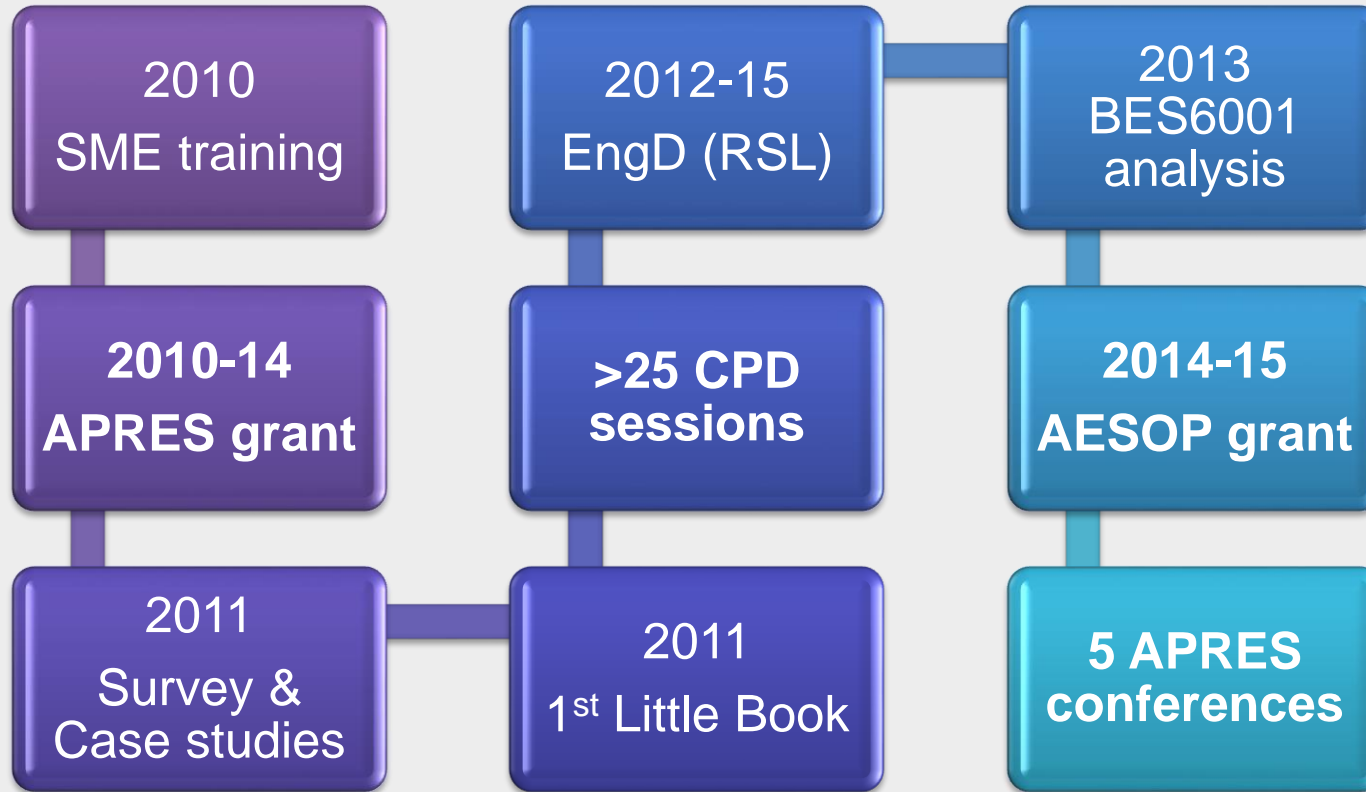 2010
SME training
2010-14
APRES grant
2011
Survey &
Case studies
2011
1st Little Book
>25 CPD
sessions
2012-15
EngD (RSL)
2013
BES6001
analysis
2014-15
AESOP grant
5 APRES
conferences